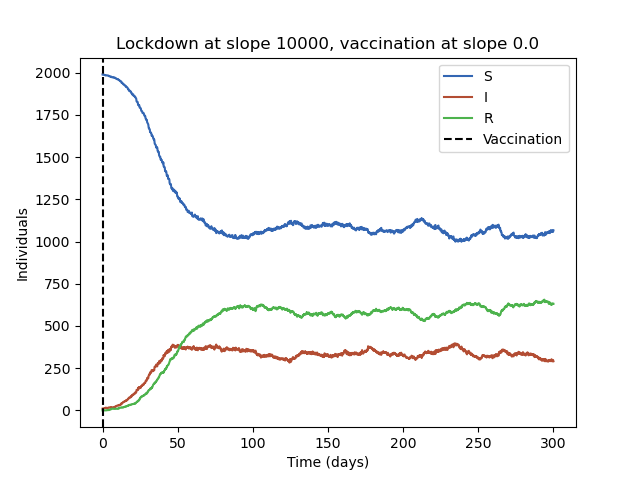 Lockdown at slope 10000, vaccination at slope 0.0
2000
1750
1500
1250
1000
750
500
250
0
Individuals
S
I
R
Vaccination
0
50
100
150
200
250
300
Time (days)